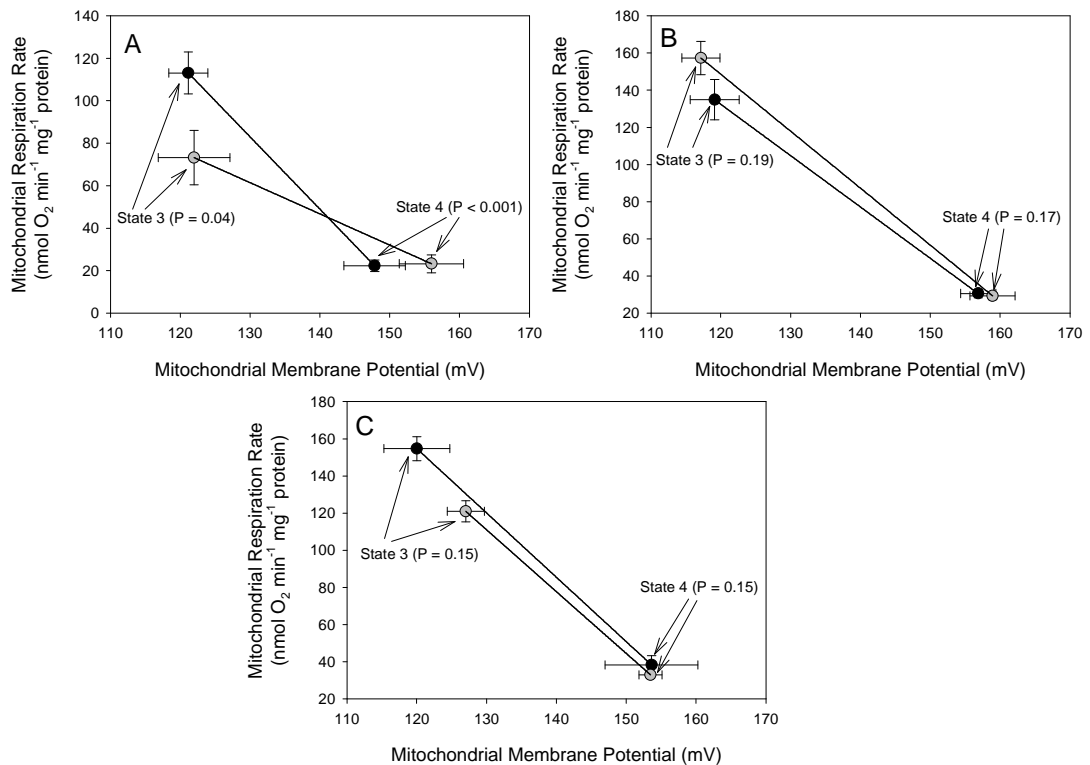 A
Mitochondrial Respiration Rate
(nmol O₂ min⁻¹ mg⁻¹ protein)
140
120
100
80
60
40
20
0
State 3 (P = 0.04)
State 4 (P < 0.001)
110 120 130 140 150 160 170
Mitochondrial Membrane Potential (mV)
B
Mitochondrial Respiration Rate
(nmol O₂ min⁻¹ mg⁻¹ protein)
180
160
140
120
100
80
60
40
20
State 3 (P = 0.19)
State 4 (P = 0.17)
110 120 130 140 150 160 170
Mitochondrial Membrane Potential (mV)
C
Mitochondrial Respiration Rate
(nmol O₂ min⁻¹ mg⁻¹ protein)
180
160
140
120
100
80
60
40
20
State 3 (P = 0.15)
State 4 (P = 0.15)
110 120 130 140 150 160 170
Mitochondrial Membrane Potential (mV)